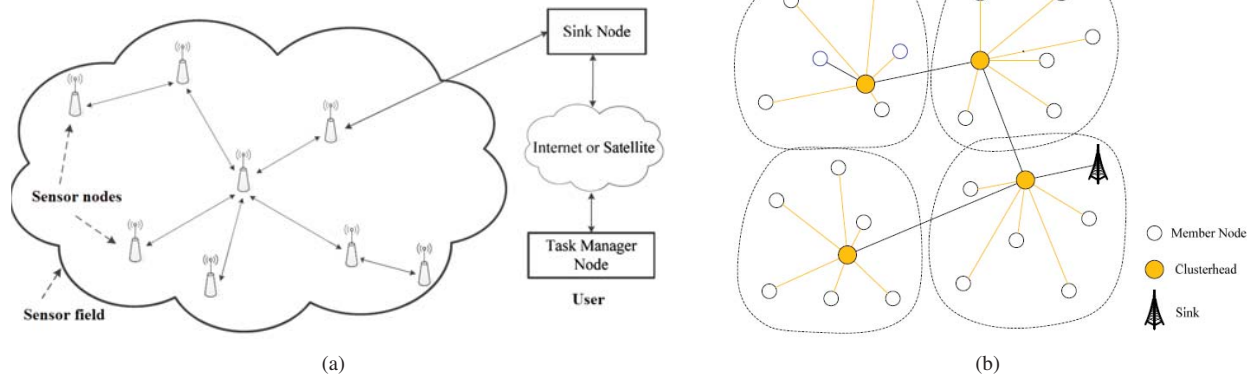 Sink Node
Internet or Satellite
Sensor nodes
Task Manager
Node
User
Sensor field
(a)
Member Node
Clusterhead
Sink
(b)